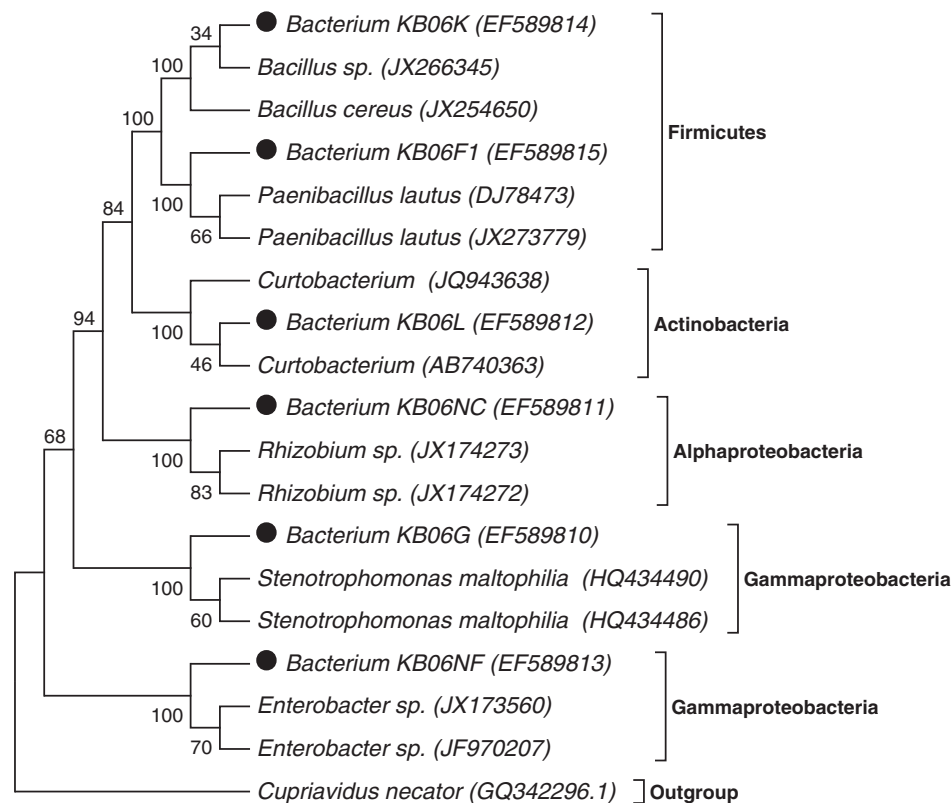 34
Bacterium KB06K (EF589814)
Bacillus sp. (JX266345)
100
Bacillus cereus (JX254650)
100
Firmicutes
Bacterium KB06F1 (EF589815)
Paenibacillus lautus (DJ78473)
100
66
Paenibacillus lautus (JX273779)
84
Curtobacterium (JQ943638)
Bacterium KB06L (EF589812)
Actinobacteria
94
100
46
Curtobacterium (AB740363)
Bacterium KB06NC (EF589811)
68
Rhizobium sp. (JX174273)
Alphaproteobacteria
100
83
Rhizobium sp. (JX174272)
Bacterium KB06G (EF589810)
Stenotrophomonas maltophilia (HQ434490)
Gammaproteobacteria
100
60
Stenotrophomonas maltophilia (HQ434486)
Bacterium KB06NF (EF589813)
Enterobacter sp. (JX173560)
Gammaproteobacteria
100
70
Enterobacter sp. (JF970207)
Cupriavidus necator (GQ342296.1)
Outgroup